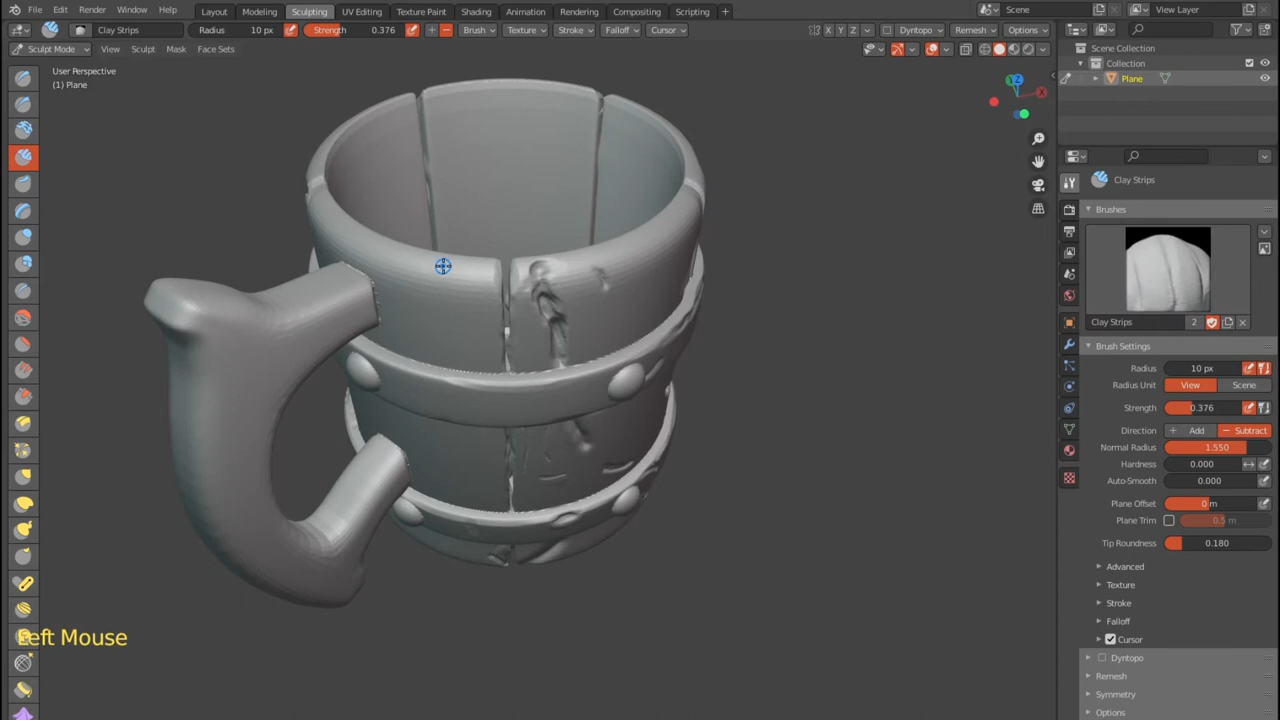 File Edit Render Window Help Layout Modeling Sculpting UV Editing Texture Paint Shading Animation Rendering Compositing Scripting + Scene View Layer
Clay Strips Radius 10 px Strength 0.376 + − Brush Texture Stroke Falloff Cursor X Y Z Dyntopo Remesh Options
Sculpt Mode View Sculpt Mask Face Sets
Scene Collection
Collection
Plane
User Perspective
(1) Plane
Z
X
Clay Strips
Brushes
Clay Strips 2
Brush Settings
Radius 10 px
Radius Unit View Scene
Strength 0.376
Direction + Add − Subtract
Normal Radius 1.550
Hardness 0.000
Auto-Smooth 0.000
Plane Offset 0 m
Plane Trim 0.5 m
Tip Roundness 0.180
Advanced
Texture
Stroke
Falloff
Cursor
Dyntopo
Remesh
Symmetry
Options
Left Mouse